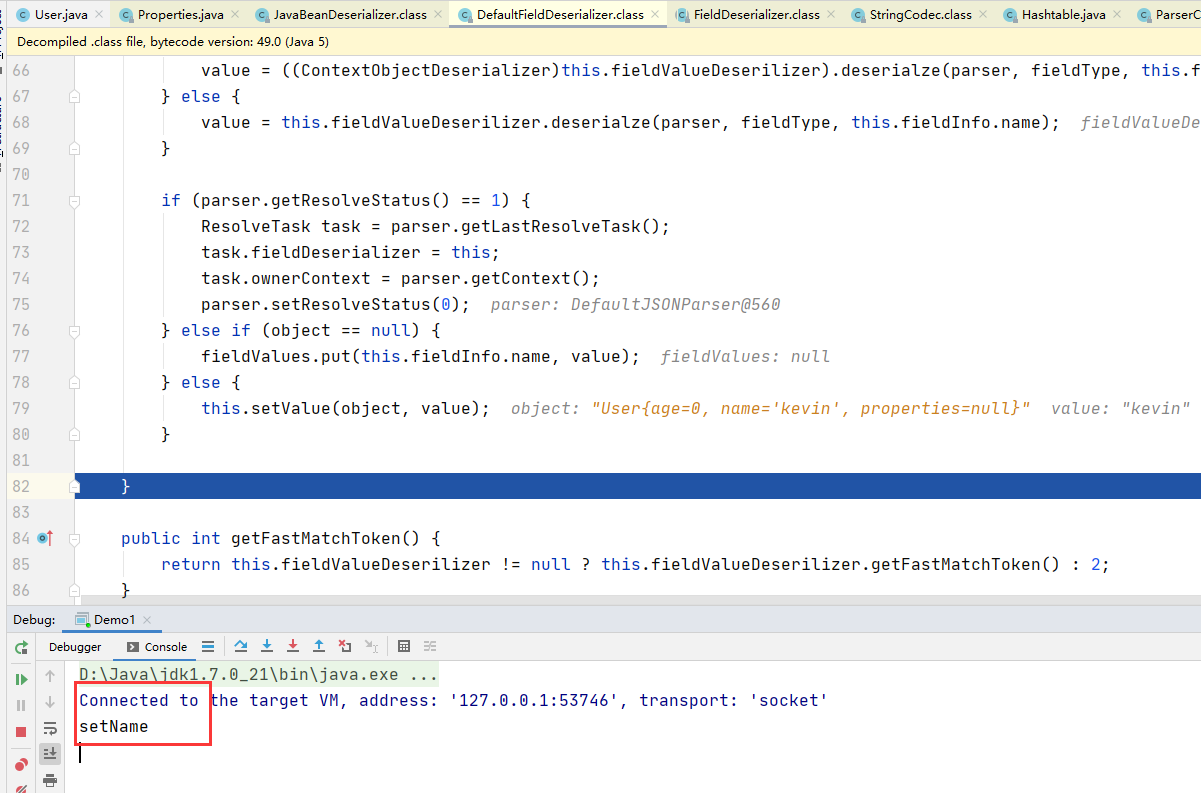 User.java Properties.java JavaBeanDeserializer.class DefaultFieldDeserializer.class FieldDeserializer.class StringCodec.class Hashtable.java ParserC
Decompiled .class file, bytecode version: 49.0 (Java 5)
66 value = ((ContextObjectDeserializer)this.fieldValueDeserilizer).deserialze(parser, fieldType, this.f
67 } else {
68 value = this.fieldValueDeserilizer.deserialze(parser, fieldType, this.fieldInfo.name); fieldValueDe
69 }
70
71 if (parser.getResolveStatus() == 1) {
72 ResolveTask task = parser.getLastResolveTask();
73 task.fieldDeserializer = this;
74 task.ownerContext = parser.getContext();
75 parser.setResolveStatus(0); parser: DefaultJSONParser@560
76 } else if (object == null) {
77 fieldValues.put(this.fieldInfo.name, value); fieldValues: null
78 } else {
79 this.setValue(object, value); object: "User{age=0, name='kevin', properties=null}" value: "kevin"
80 }
81
82 }
83
84 public int getFastMatchToken() {
85 return this.fieldValueDeserilizer != null ? this.fieldValueDeserilizer.getFastMatchToken() : 2;
86 }
Debug: Demo1
Debugger Console
D:\Java\jdk1.7.0_21\bin\java.exe ...
Connected to the target VM, address: '127.0.0.1:53746', transport: 'socket'
setName